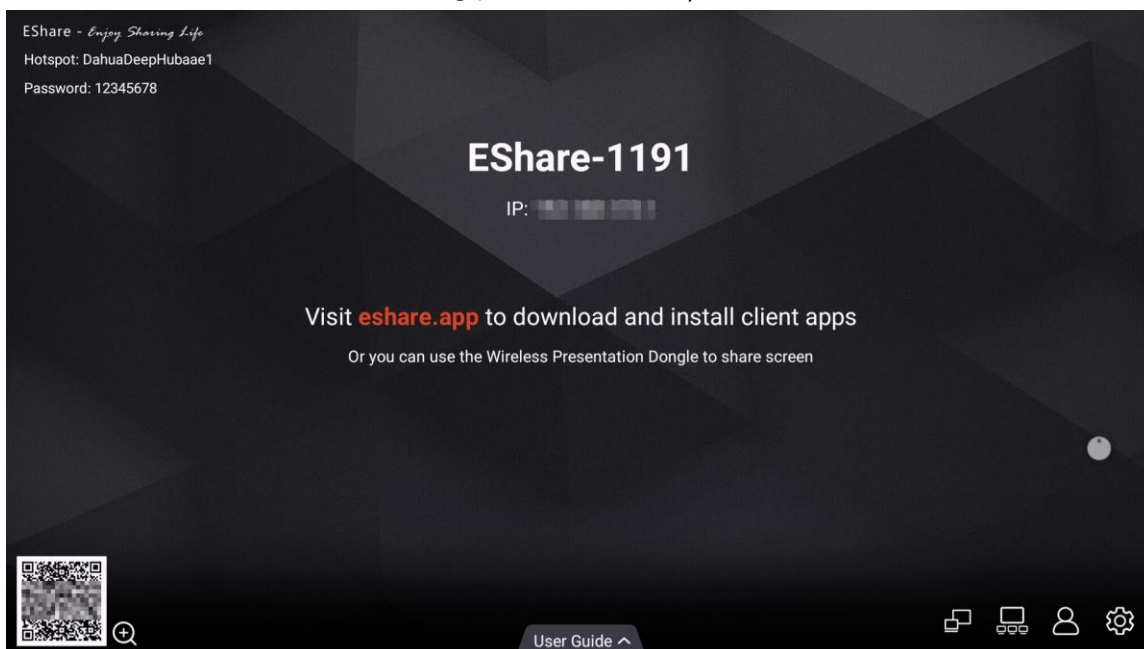 EShare - Enjoy Sharing Life
Hotspot: DahuaDeepHubaae1
Password: 12345678
EShare-1191
IP:
Visit eshare.app to download and install client apps
Or you can use the Wireless Presentation Dongle to share screen
User Guide